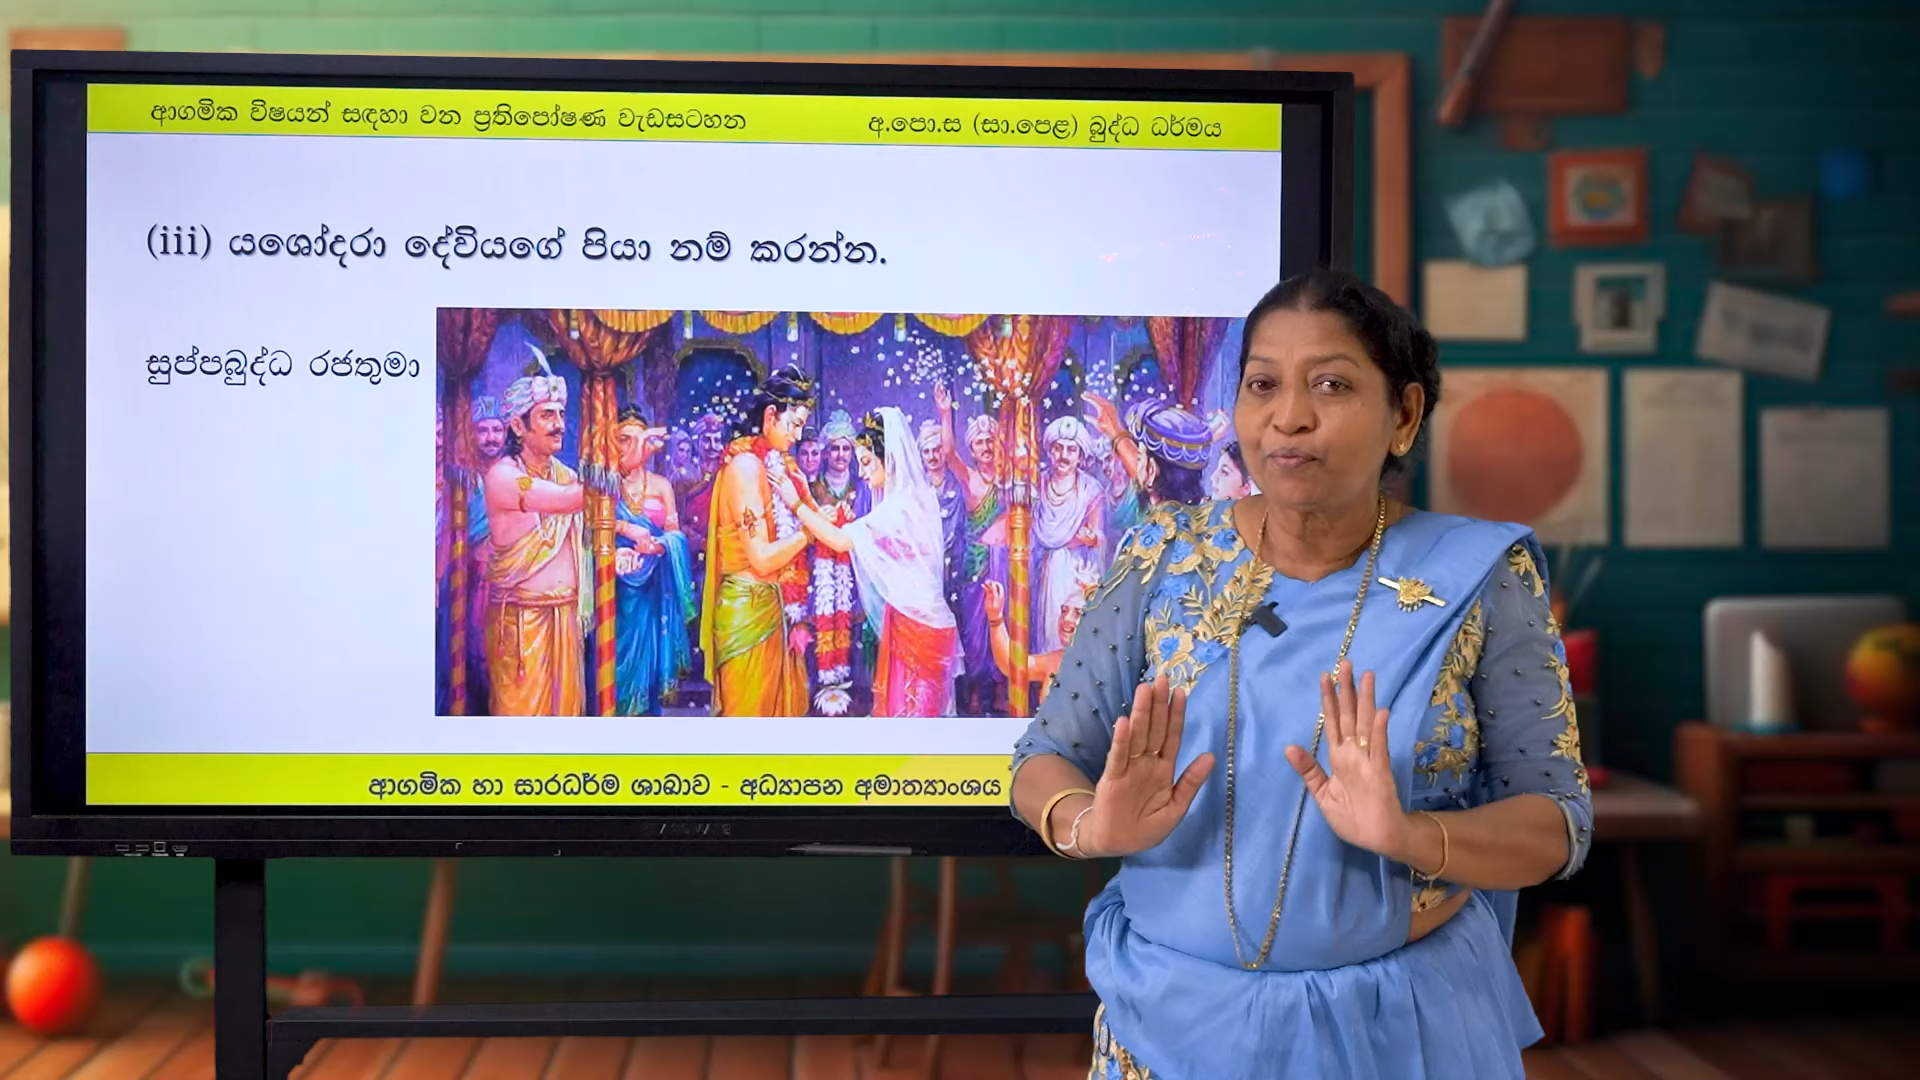 ආගමික විෂයන් සඳහා වන ප්‍රතිපෝෂණ වැඩසටහන අ.පො.ස (සා.පෙළ) බුද්ධ ධර්මය
(iii) යශෝදරා දේවියගේ පියා නම් කරන්න.
සුප්පබුද්ධ රජතුමා
ආගමික හා සාරධර්ම ශාඛාව - අධ්‍යාපන අමාත්‍යාංශය